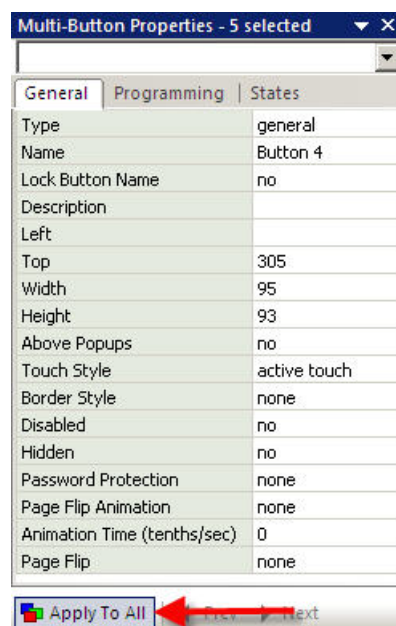 Multi-Button Properties - 5 selected
General Programming States
Type general
Name Button 4
Lock Button Name no
Description
Left
Top 305
Width 95
Height 93
Above Popups no
Touch Style active touch
Border Style none
Disabled no
Hidden no
Password Protection none
Page Flip Animation none
Animation Time (tenths/sec) 0
Page Flip none
Apply To All Prev Next